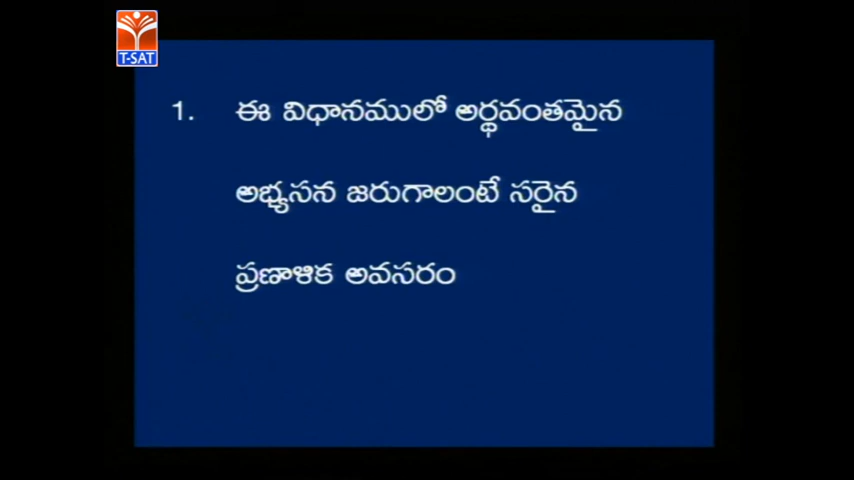 T-SAT
1. ఈ విధానములో అర్థవంతమైన
అభ్యసన జరుగాలంటే సరైన
ప్రణాళిక అవసరం